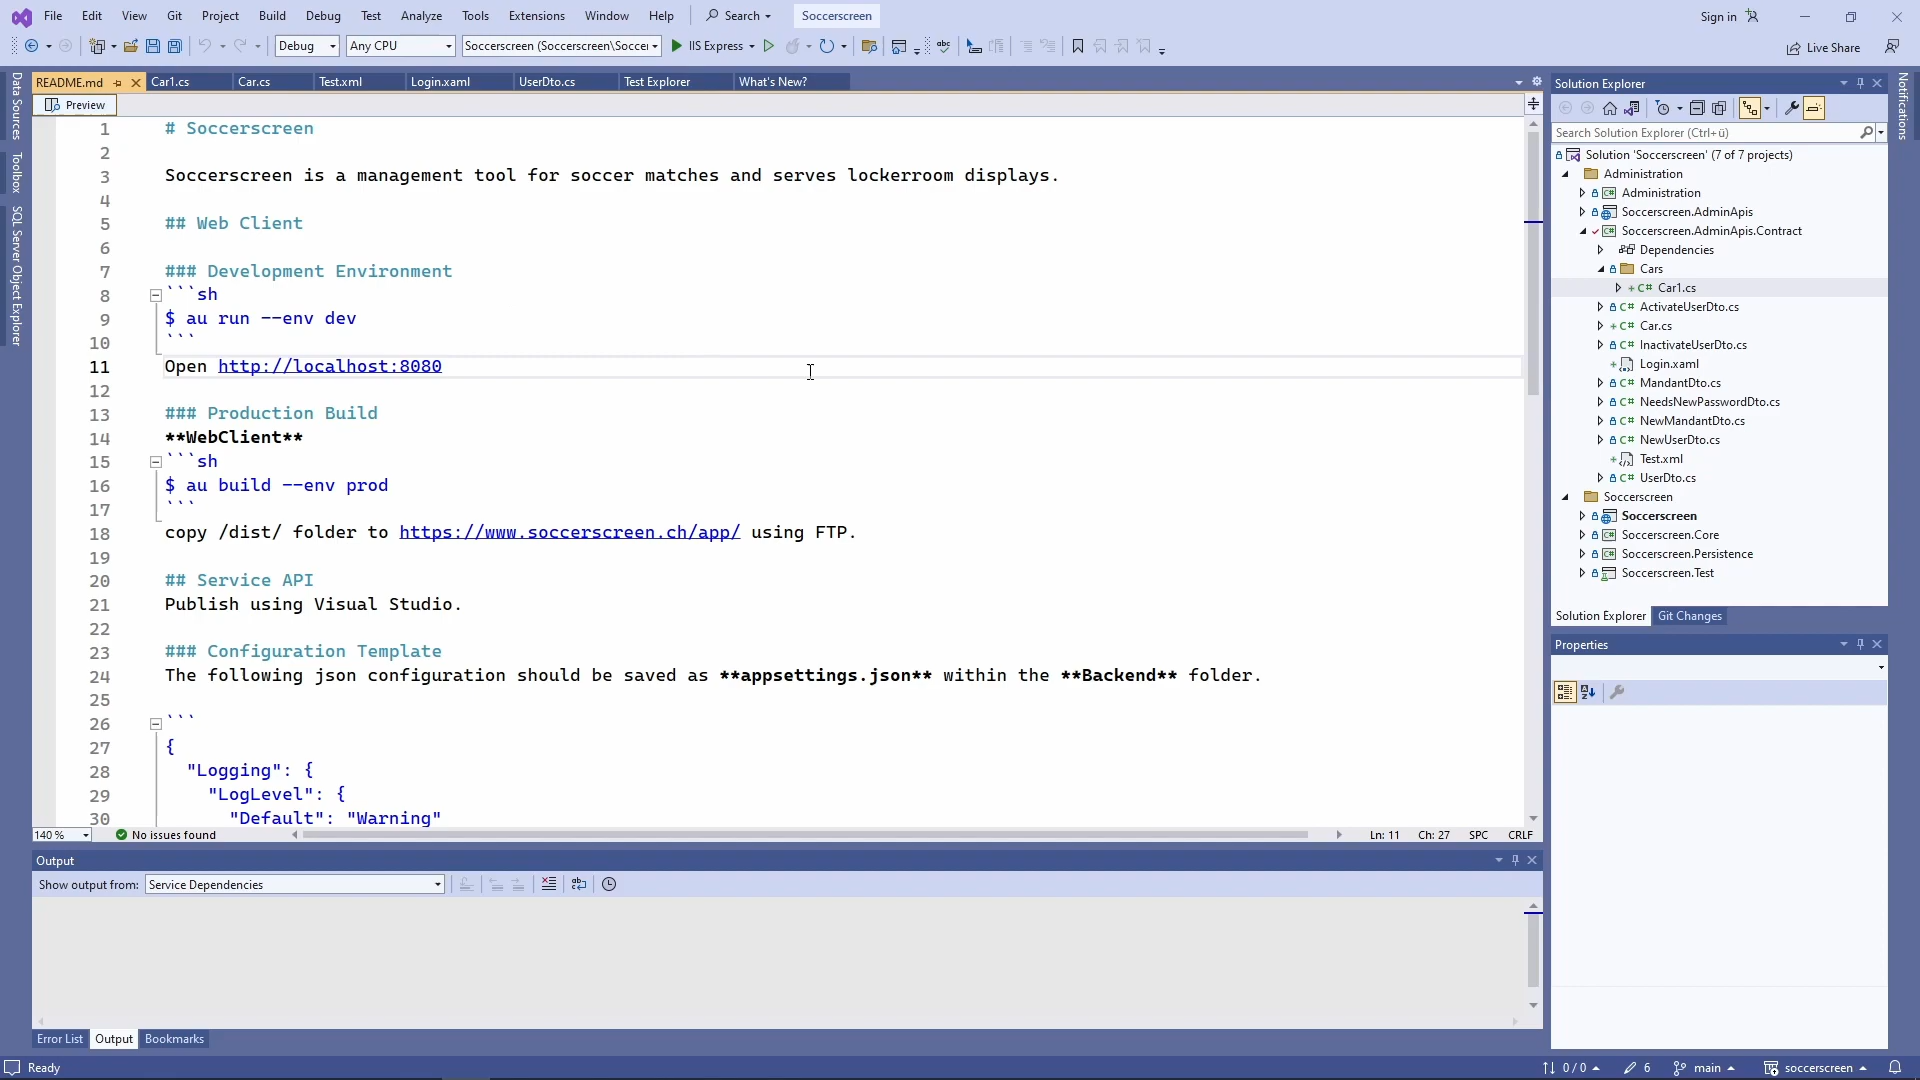 File Edit View Git Project Build Debug Test Analyze Tools Extensions Window Help Search Soccerscreen Sign in
Debug Any CPU Soccerscreen (Soccerscreen\Soccer IIS Express Live Share
README.md Car1.cs Car.cs Test.xml Login.xaml UserDto.cs Test Explorer What's New?
Preview
Data Sources
Toolbox
SQL Server Object Explorer
1 # Soccerscreen
2
3 Soccerscreen is a management tool for soccer matches and serves lockerroom displays.
4
5 ## Web Client
6
7 ### Development Environment
8 ```sh
9 $ au run --env dev
10 ```
11 Open http://localhost:8080
12
13 ### Production Build
14 **WebClient**
15 ```sh
16 $ au build --env prod
17 ```
18 copy /dist/ folder to https://www.soccerscreen.ch/app/ using FTP.
19
20 ## Service API
21 Publish using Visual Studio.
22
23 ### Configuration Template
24 The following json configuration should be saved as **appsettings.json** within the **Backend** folder.
25
26 ```
27 {
28 "Logging": {
29 "LogLevel": {
30 "Default": "Warning"
140 % No issues found Ln: 11 Ch: 27 SPC CRLF
Output
Show output from: Service Dependencies
Error List Output Bookmarks
Solution Explorer
Search Solution Explorer (Ctrl+ü)
Solution 'Soccerscreen' (7 of 7 projects)
Administration
C# Administration
Soccerscreen.AdminApis
C# Soccerscreen.AdminApis.Contract
Dependencies
Cars
C# Car1.cs
C# ActivateUserDto.cs
C# Car.cs
C# InactivateUserDto.cs
Login.xaml
C# MandantDto.cs
C# NeedsNewPasswordDto.cs
C# NewMandantDto.cs
C# NewUserDto.cs
Test.xml
C# UserDto.cs
Soccerscreen
Soccerscreen
C# Soccerscreen.Core
C# Soccerscreen.Persistence
Soccerscreen.Test
Solution Explorer Git Changes
Properties
Notifications
Ready 0 / 0 6 main soccerscreen